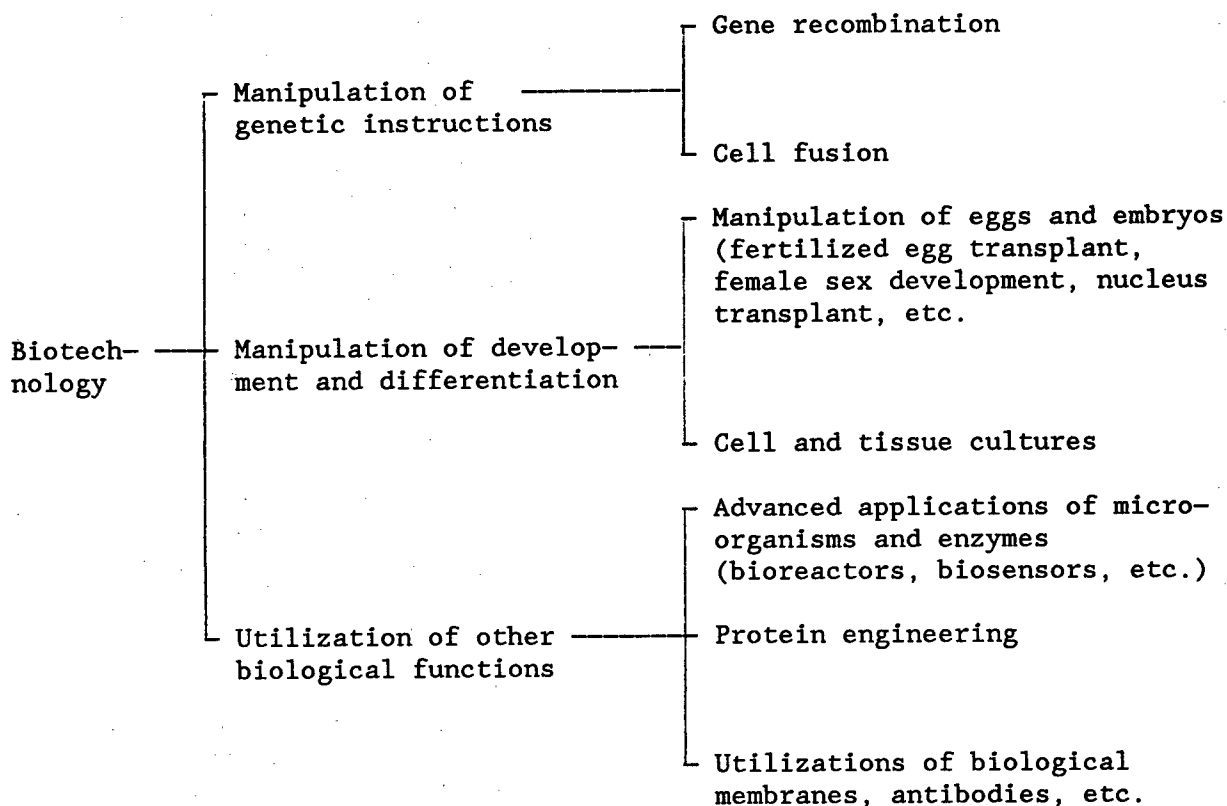 Biotech-
nology
Manipulation of
genetic instructions
Gene recombination
Cell fusion
Manipulation of develop-
ment and differentiation
Manipulation of eggs and embryos
(fertilized egg transplant,
female sex development, nucleus
transplant, etc.
Cell and tissue cultures
Utilization of other
biological functions
Advanced applications of micro-
organisms and enzymes
(bioreactors, biosensors, etc.)
Protein engineering
Utilizations of biological
membranes, antibodies, etc.